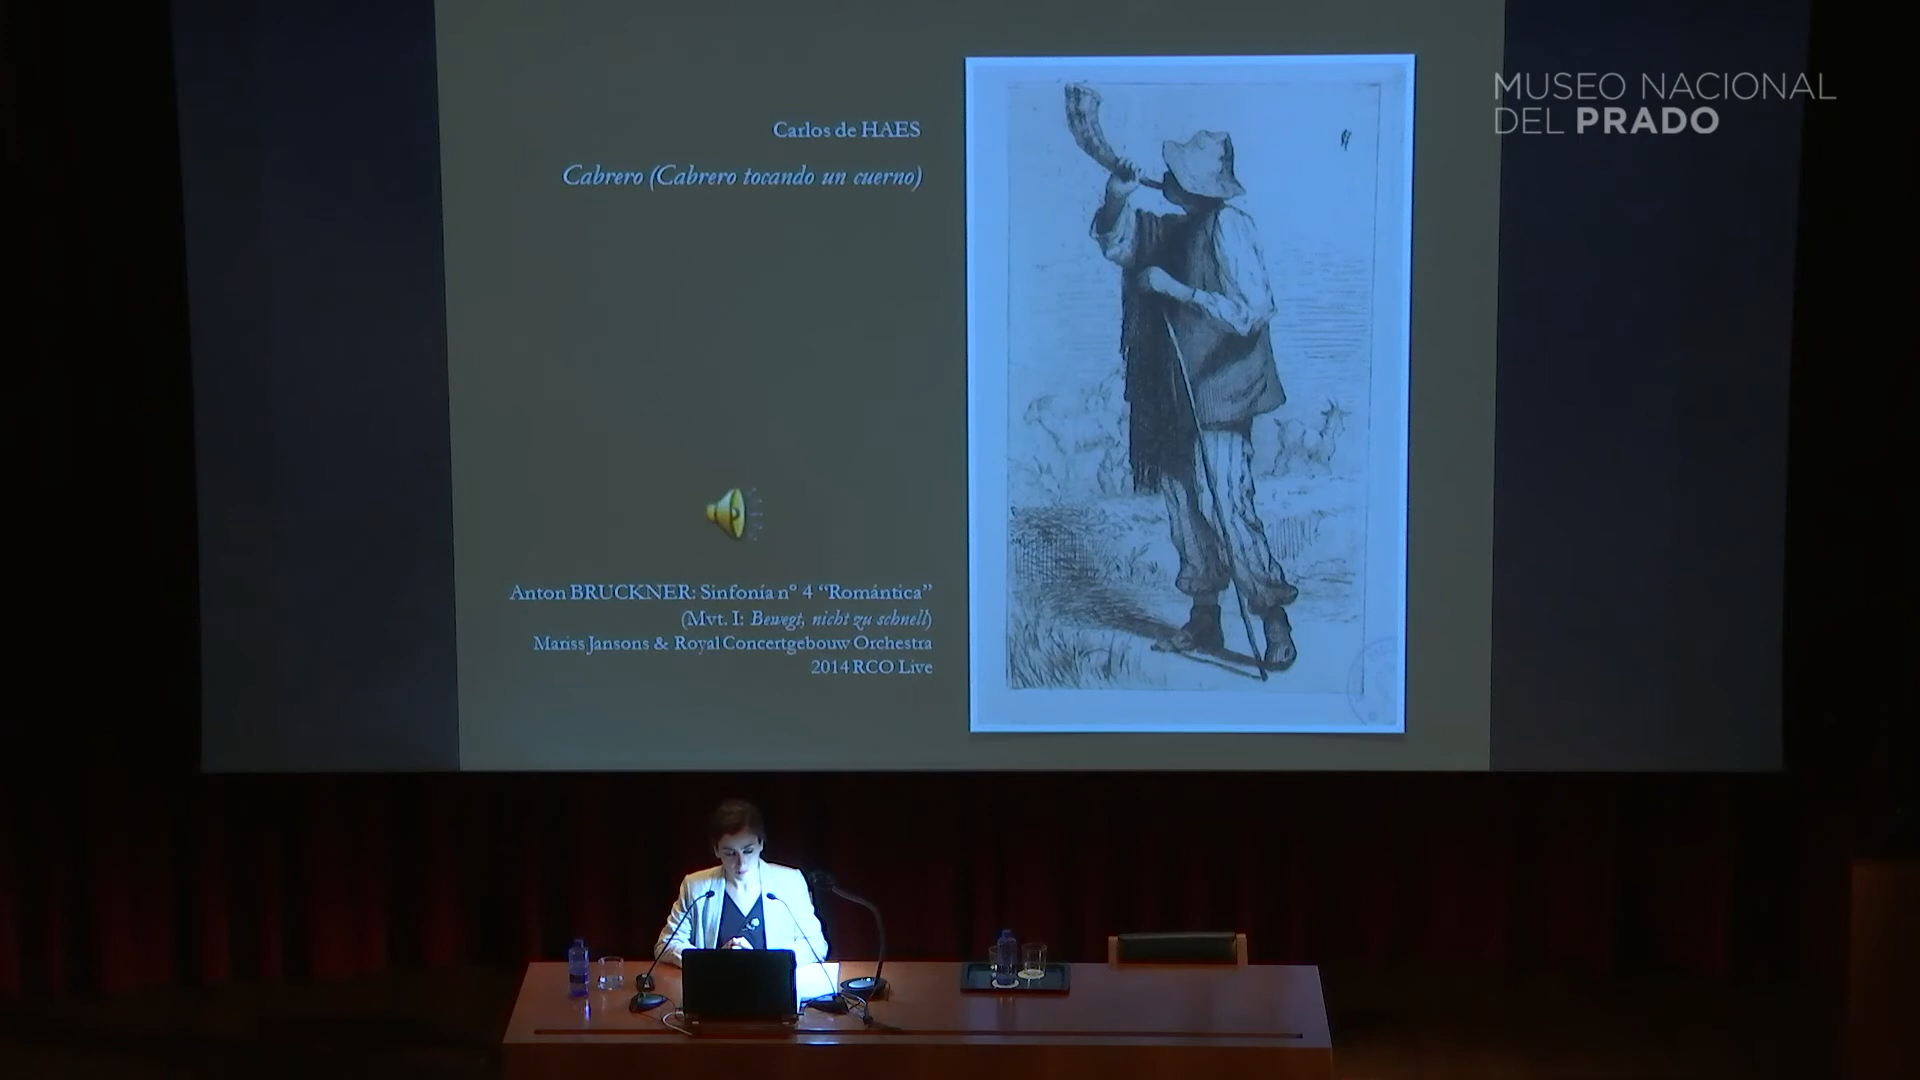 MUSEO NACIONAL
DEL PRADO
Carlos de HAES
Cabrero (Cabrero tocando un cuerno)
Anton BRUCKNER: Sinfonía nº 4 “Romántica”
(Mvt. I: Bewegt, nicht zu schnell)
Mariss Jansons & Royal Concertgebouw Orchestra
2014 RCO Live